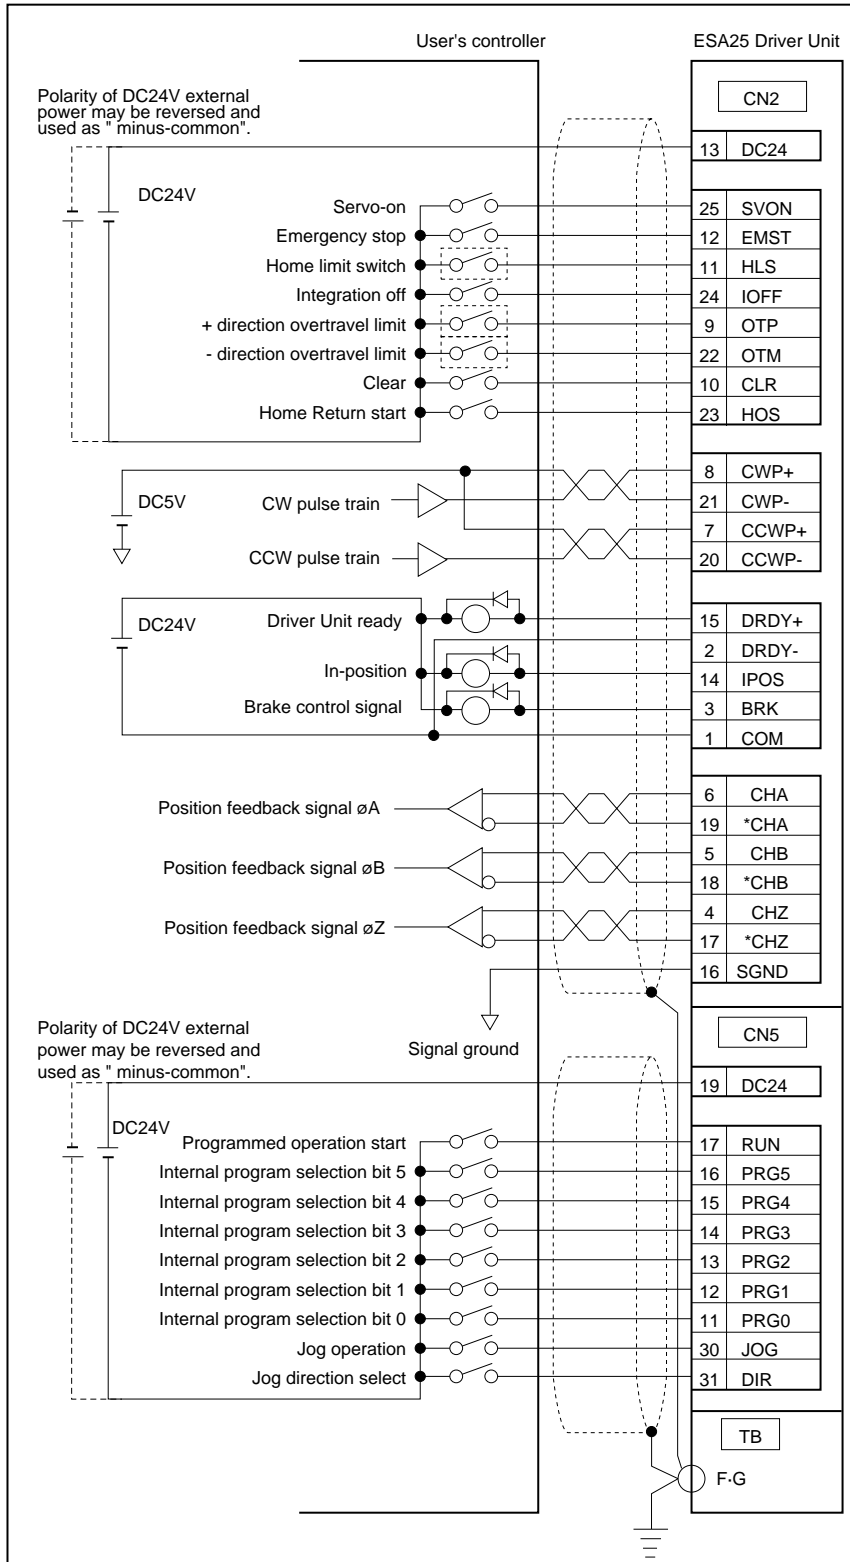 User's controller
ESA25 Driver Unit
CN2
Polarity of DC24V external
power may be reversed and
used as " minus-common".
13 DC24
DC24V
Servo-on 25 SVON
Emergency stop 12 EMST
Home limit switch 11 HLS
Integration off 24 IOFF
+ direction overtravel limit 9 OTP
- direction overtravel limit 22 OTM
Clear 10 CLR
Home Return start 23 HOS
8 CWP+
DC5V
CW pulse train 21 CWP-
7 CCWP+
CCW pulse train 20 CCWP-
DC24V
Driver Unit ready 15 DRDY+
2 DRDY-
In-position 14 IPOS
Brake control signal 3 BRK
1 COM
6 CHA
Position feedback signal øA
19 *CHA
5 CHB
Position feedback signal øB
18 *CHB
4 CHZ
Position feedback signal øZ
17 *CHZ
16 SGND
Signal ground
CN5
Polarity of DC24V external
power may be reversed and
used as " minus-common".
19 DC24
DC24V
Programmed operation start 17 RUN
Internal program selection bit 5 16 PRG5
Internal program selection bit 4 15 PRG4
Internal program selection bit 3 14 PRG3
Internal program selection bit 2 13 PRG2
Internal program selection bit 1 12 PRG1
Internal program selection bit 0 11 PRG0
Jog operation 30 JOG
Jog direction select 31 DIR
TB
F·G